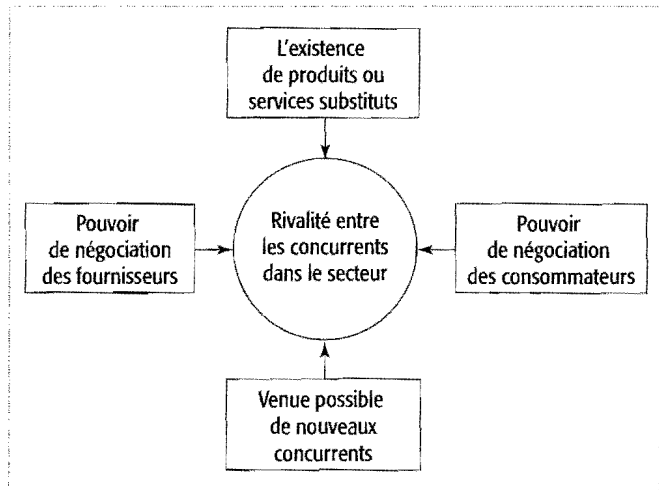 L'existence
de produits ou
services substituts
Pouvoir
de négociation
des fournisseurs
Rivalité entre
les concurrents
dans le secteur
Pouvoir
de négociation
des consommateurs
Venue possible
de nouveaux
concurrents